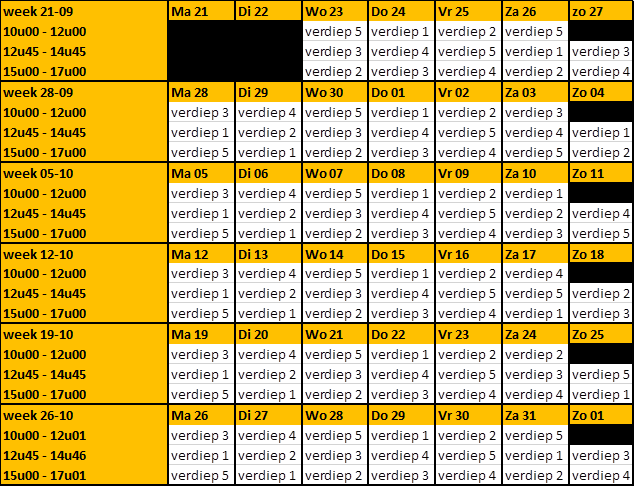 week 21-09 Ma 21 Di 22 Wo 23 Do 24 Vr 25 Za 26 zo 27
10u00 - 12u00 verdiep 5 verdiep 1 verdiep 2 verdiep 5
12u45 - 14u45 verdiep 3 verdiep 4 verdiep 5 verdiep 1 verdiep 3
15u00 - 17u00 verdiep 2 verdiep 3 verdiep 4 verdiep 2 verdiep 4
week 28-09 Ma 28 Di 29 Wo 30 Do 01 Vr 02 Za 03 Zo 04
10u00 - 12u00 verdiep 3 verdiep 4 verdiep 5 verdiep 1 verdiep 2 verdiep 3
12u45 - 14u45 verdiep 1 verdiep 2 verdiep 3 verdiep 4 verdiep 5 verdiep 4 verdiep 1
15u00 - 17u00 verdiep 5 verdiep 1 verdiep 2 verdiep 3 verdiep 4 verdiep 5 verdiep 2
week 05-10 Ma 05 Di 06 Wo 07 Do 08 Vr 09 Za 10 Zo 11
10u00 - 12u00 verdiep 3 verdiep 4 verdiep 5 verdiep 1 verdiep 2 verdiep 1
12u45 - 14u45 verdiep 1 verdiep 2 verdiep 3 verdiep 4 verdiep 5 verdiep 2 verdiep 4
15u00 - 17u00 verdiep 5 verdiep 1 verdiep 2 verdiep 3 verdiep 4 verdiep 3 verdiep 5
week 12-10 Ma 12 Di 13 Wo 14 Do 15 Vr 16 Za 17 Zo 18
10u00 - 12u00 verdiep 3 verdiep 4 verdiep 5 verdiep 1 verdiep 2 verdiep 4
12u45 - 14u45 verdiep 1 verdiep 2 verdiep 3 verdiep 4 verdiep 5 verdiep 5 verdiep 2
15u00 - 17u00 verdiep 5 verdiep 1 verdiep 2 verdiep 3 verdiep 4 verdiep 1 verdiep 3
week 19-10 Ma 19 Di 20 Wo 21 Do 22 Vr 23 Za 24 Zo 25
10u00 - 12u00 verdiep 3 verdiep 4 verdiep 5 verdiep 1 verdiep 2 verdiep 2
12u45 - 14u45 verdiep 1 verdiep 2 verdiep 3 verdiep 4 verdiep 5 verdiep 3 verdiep 5
15u00 - 17u00 verdiep 5 verdiep 1 verdiep 2 verdiep 3 verdiep 4 verdiep 4 verdiep 1
week 26-10 Ma 26 Di 27 Wo 28 Do 29 Vr 30 Za 31 Zo 01
10u00 - 12u01 verdiep 3 verdiep 4 verdiep 5 verdiep 1 verdiep 2 verdiep 5
12u45 - 14u46 verdiep 1 verdiep 2 verdiep 3 verdiep 4 verdiep 5 verdiep 1 verdiep 3
15u00 - 17u01 verdiep 5 verdiep 1 verdiep 2 verdiep 3 verdiep 4 verdiep 2 verdiep 4